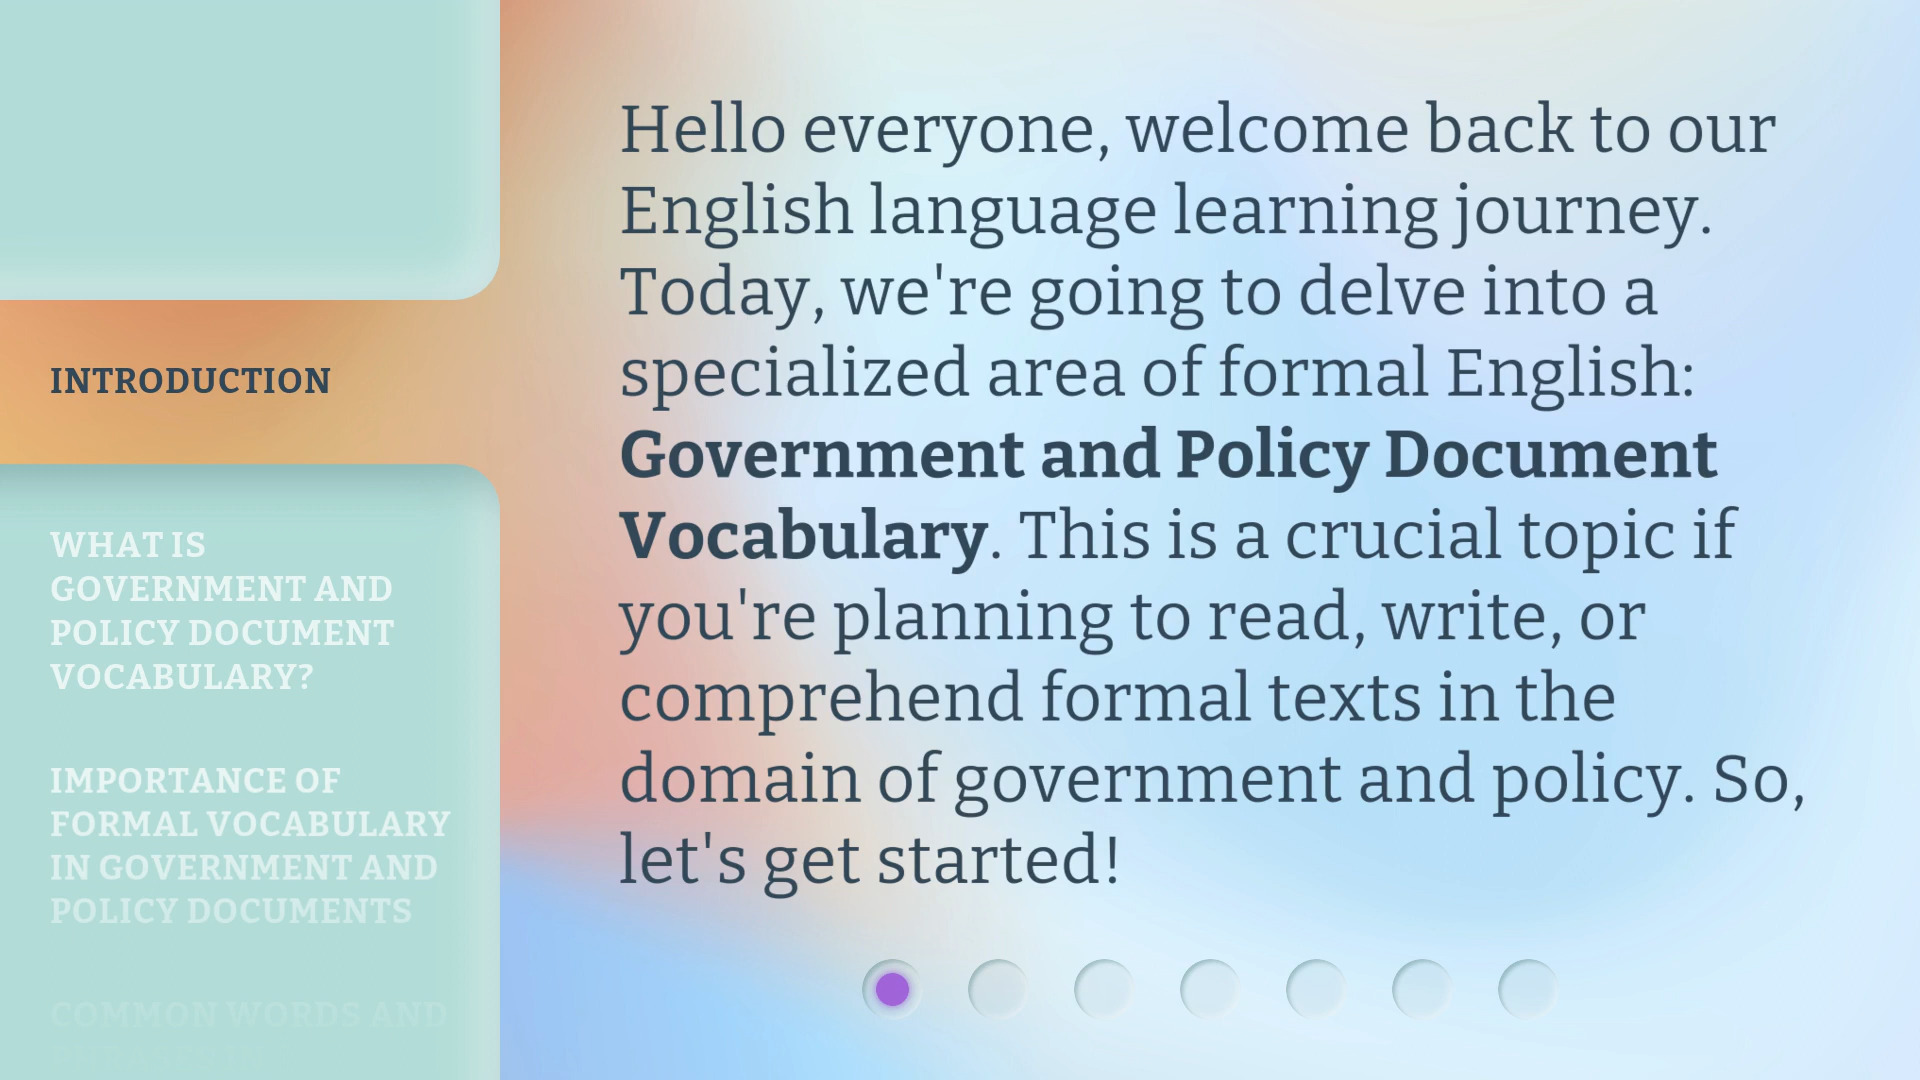 INTRODUCTION
WHAT IS
GOVERNMENT AND
POLICY DOCUMENT
VOCABULARY?
IMPORTANCE OF
FORMAL VOCABULARY
IN GOVERNMENT AND
POLICY DOCUMENTS
COMMON WORDS AND
Hello everyone, welcome back to our
English language learning journey.
Today, we're going to delve into a
specialized area of formal English:
Government and Policy Document
Vocabulary. This is a crucial topic if
you're planning to read, write, or
comprehend formal texts in the
domain of government and policy. So,
let's get started!